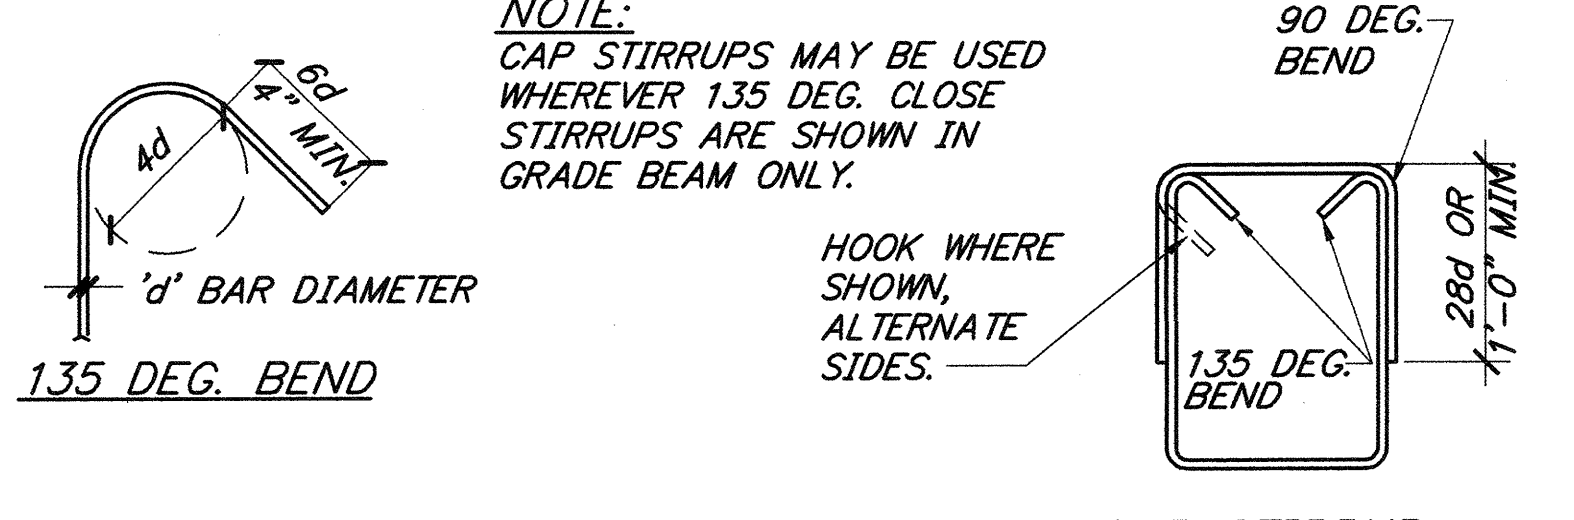 NOTE:
CAP STIRRUPS MAY BE USED
WHEREVER 135 DEG. CLOSE
STIRRUPS ARE SHOWN IN
GRADE BEAM ONLY.
6d
4" MIN.
4d
'd' BAR DIAMETER
135 DEG. BEND
90 DEG.
BEND
HOOK WHERE
SHOWN,
ALTERNATE
SIDES.
135 DEG.
BEND
28d OR
1'-0" MIN.